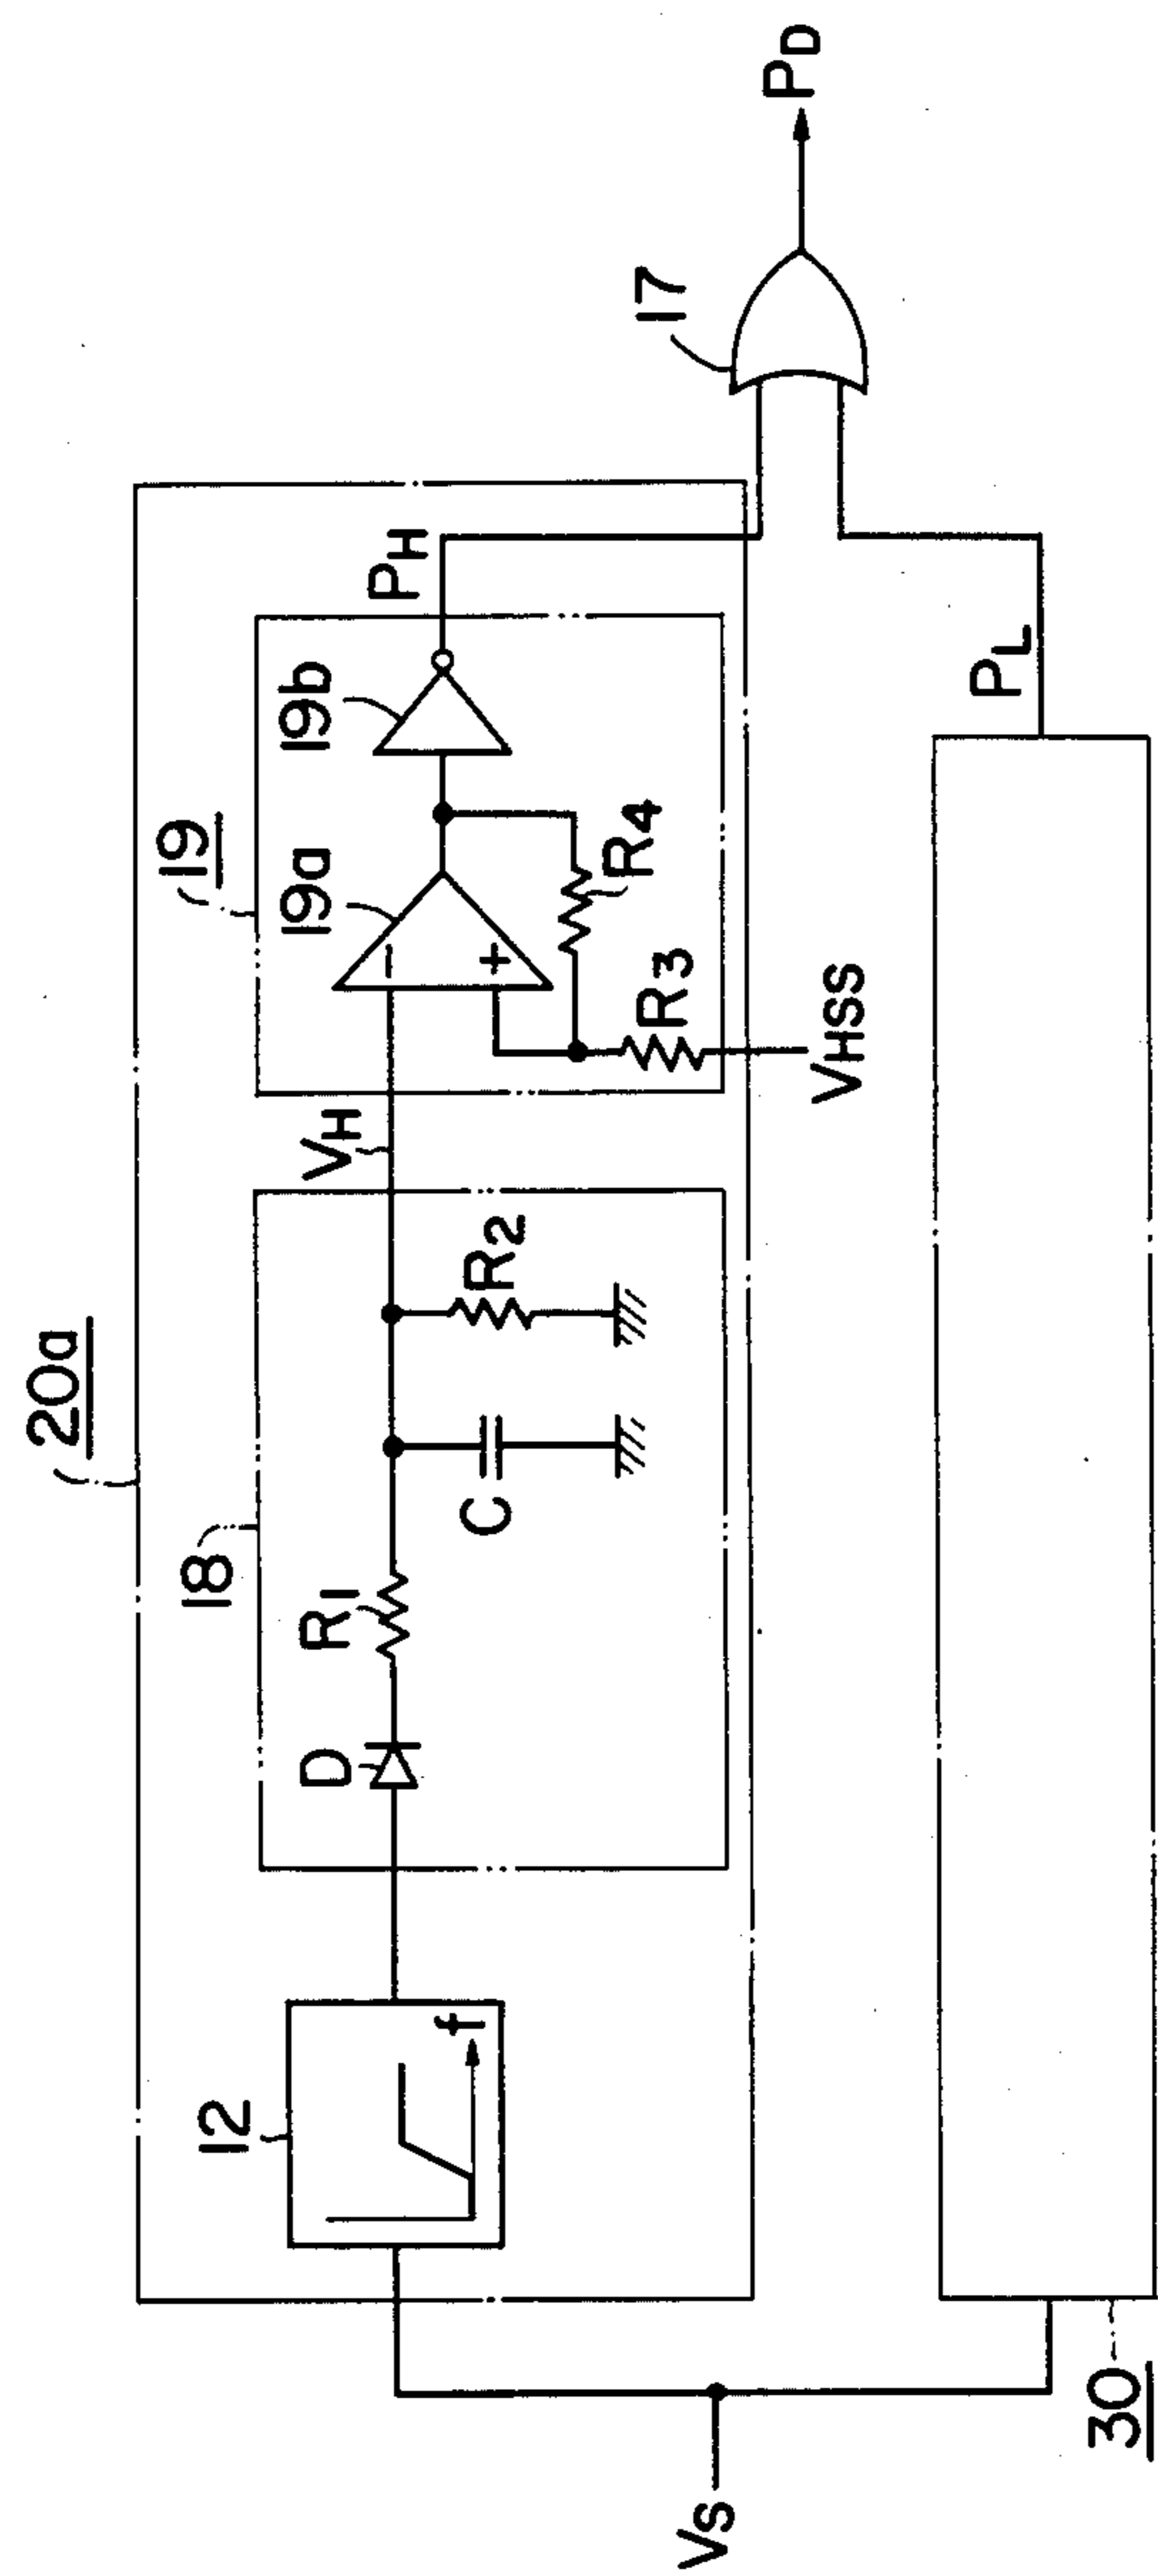 20a
12
f
18
D
R1
C
R2
VH
19
19a
−
+
19b
R3
R4
VHSS
PH
17
PD
VS
30
PL